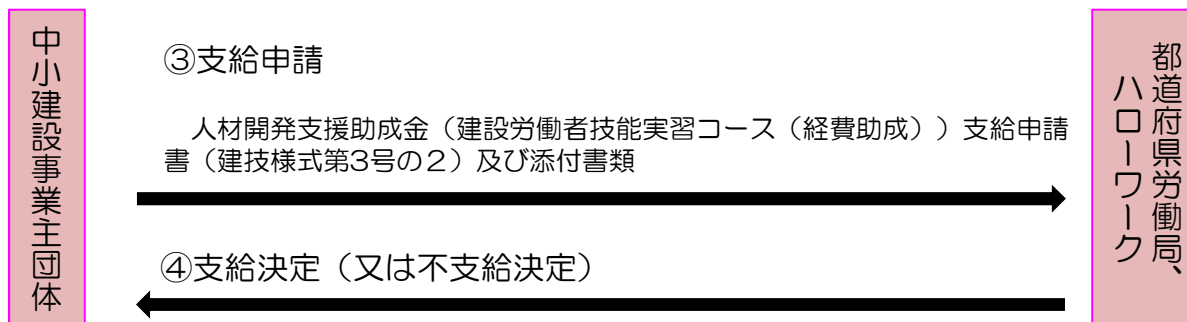 中小建設事業主団体
③支給申請
人材開発支援助成金（建設労働者技能実習コース（経費助成））支給申請
書（建技様式第3号の２）及び添付書類
④支給決定（又は不支給決定）
都道府県労働局、
ハローワーク